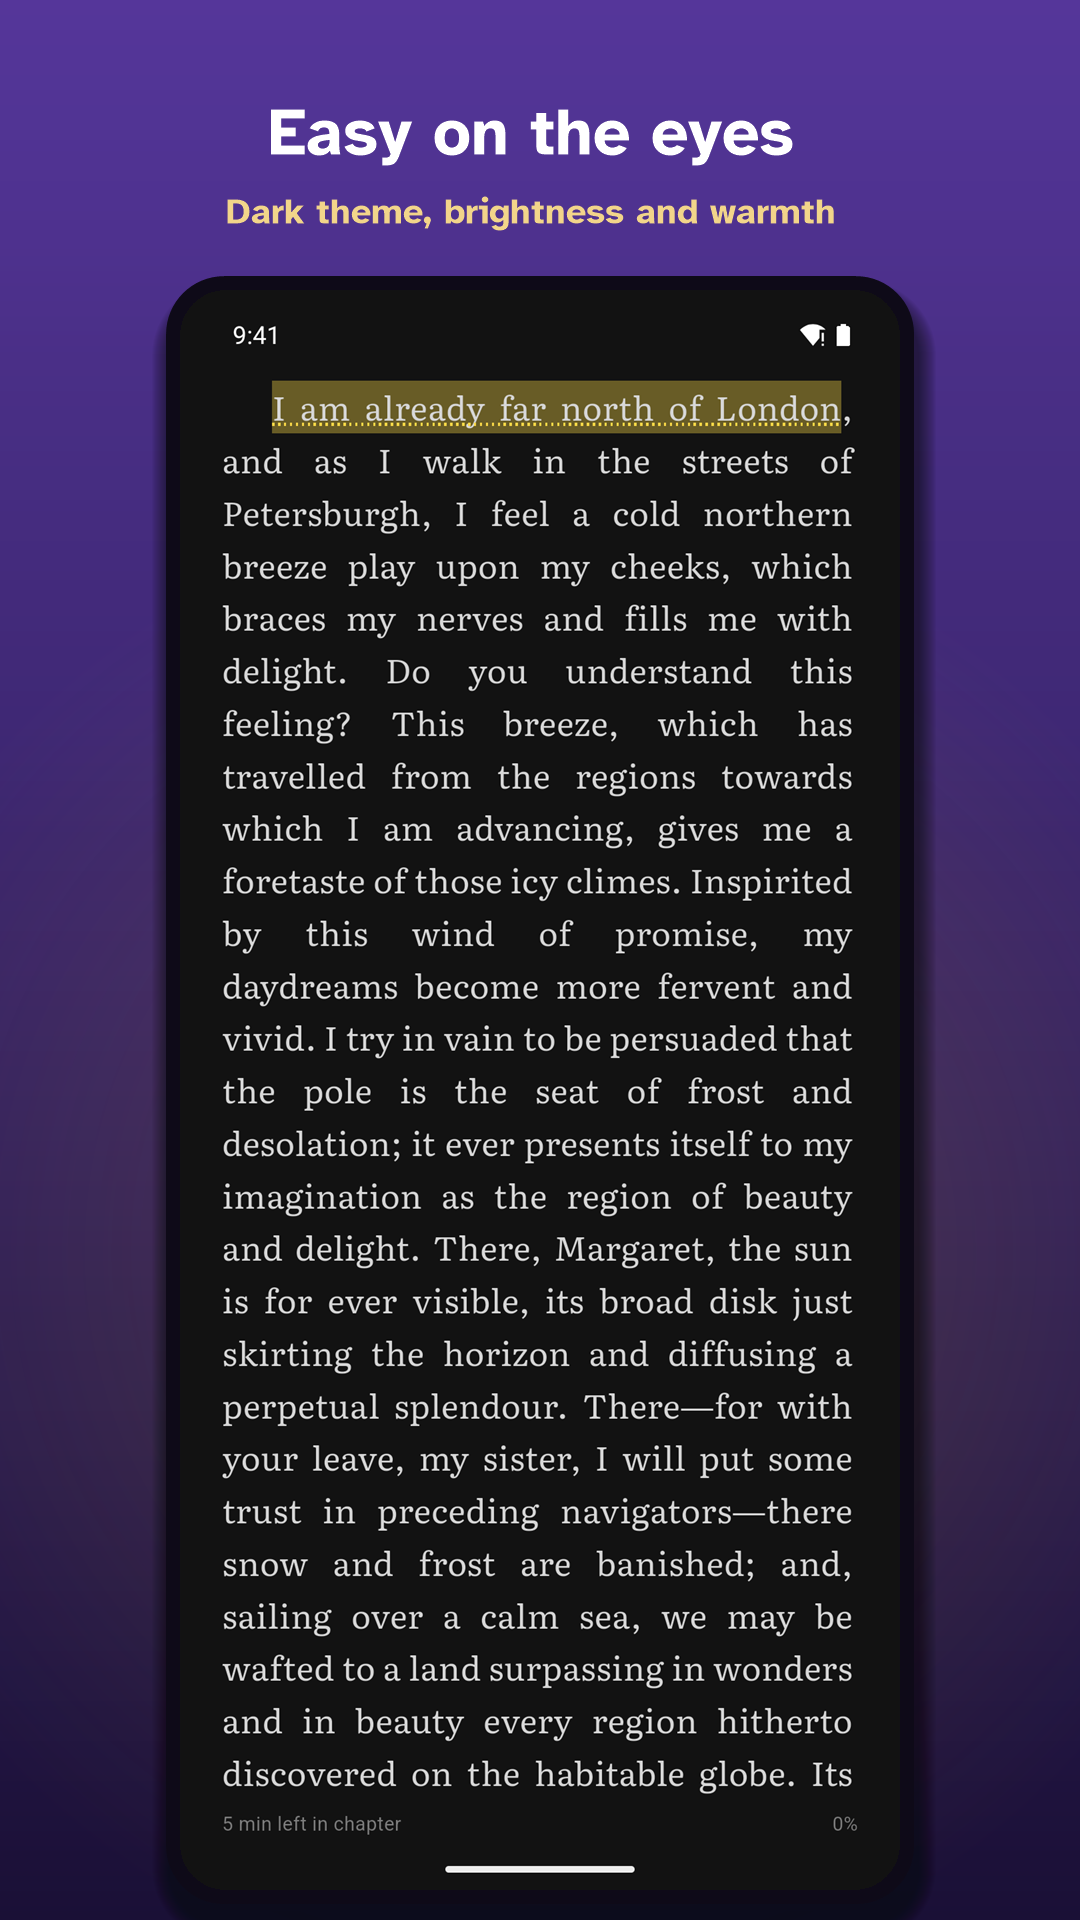 Easy on the eyes
Dark theme, brightness and warmth
9:41
I am already far north of London,
and as I walk in the streets of
Petersburgh, I feel a cold northern
breeze play upon my cheeks, which
braces my nerves and fills me with
delight. Do you understand this
feeling? This breeze, which has
travelled from the regions towards
which I am advancing, gives me a
foretaste of those icy climes. Inspirited
by this wind of promise, my
daydreams become more fervent and
vivid. I try in vain to be persuaded that
the pole is the seat of frost and
desolation; it ever presents itself to my
imagination as the region of beauty
and delight. There, Margaret, the sun
is for ever visible, its broad disk just
skirting the horizon and diffusing a
perpetual splendour. There—for with
your leave, my sister, I will put some
trust in preceding navigators—there
snow and frost are banished; and,
sailing over a calm sea, we may be
wafted to a land surpassing in wonders
and in beauty every region hitherto
discovered on the habitable globe. Its
5 min left in chapter
0%